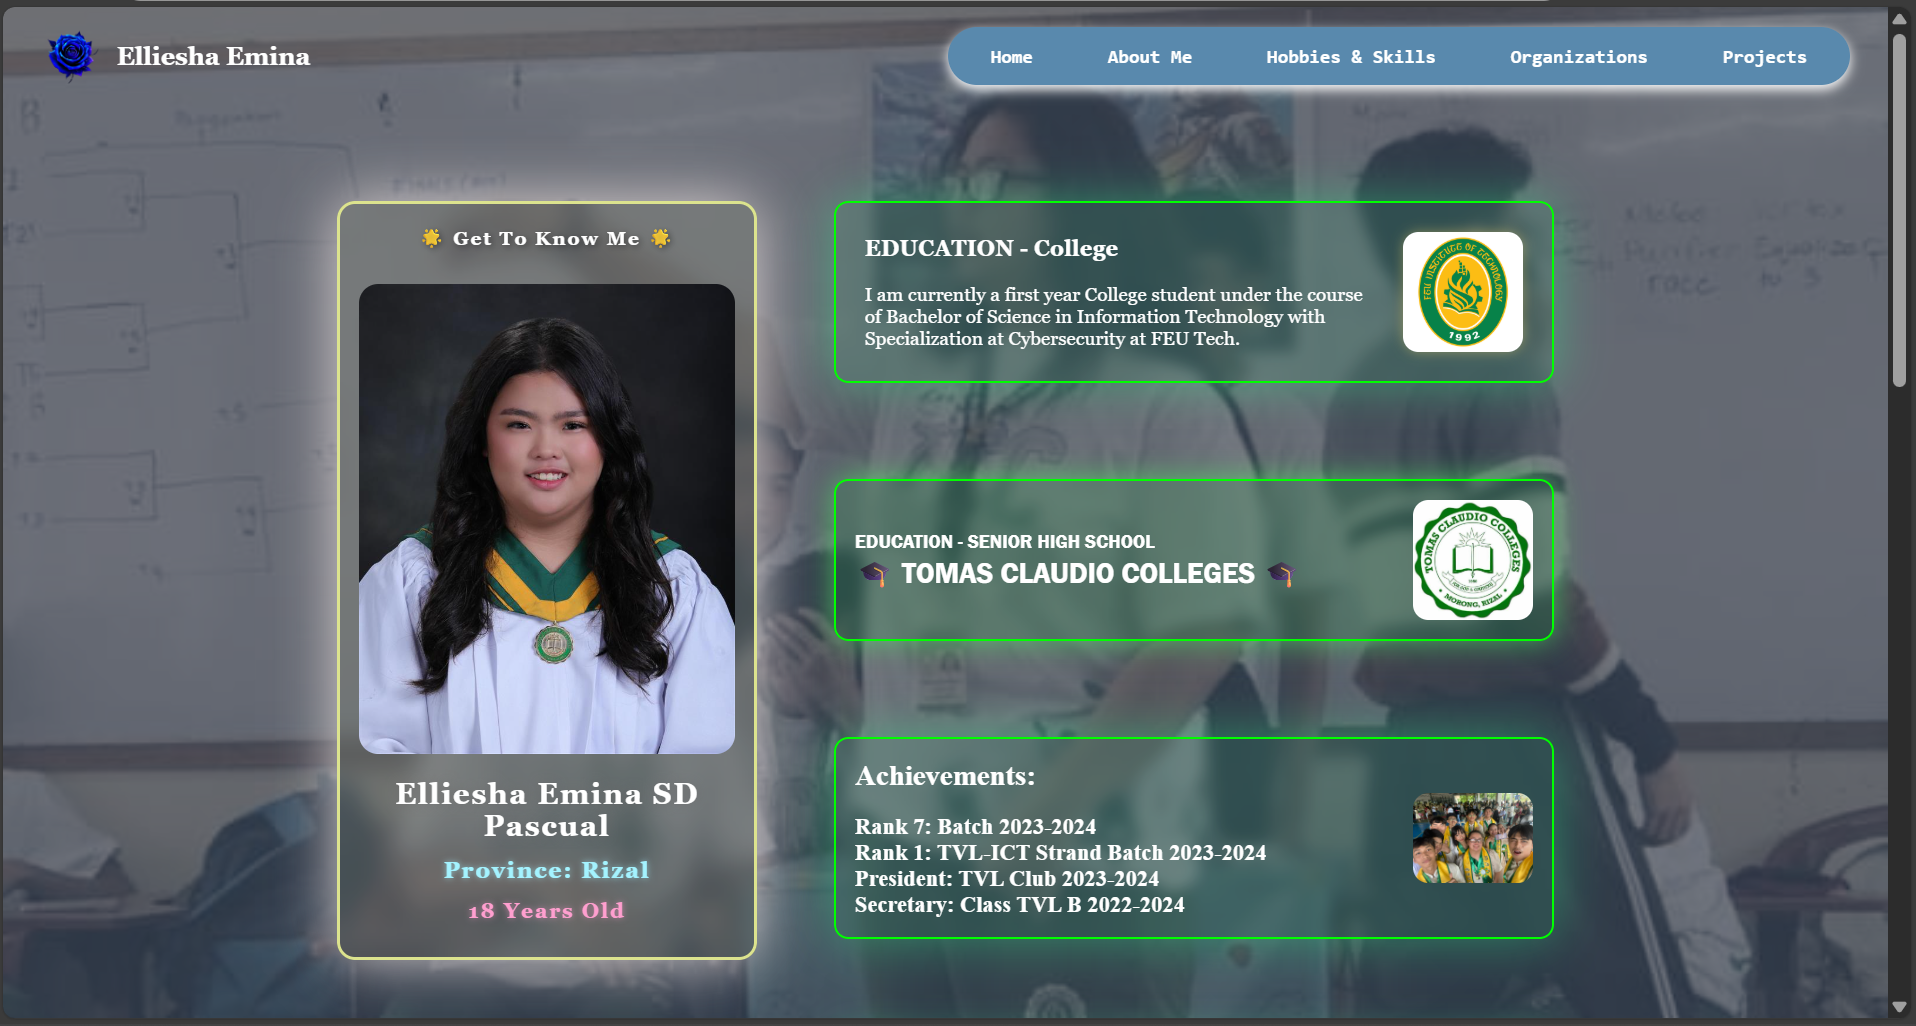 Elliesha Emina
Home
About Me
Hobbies & Skills
Organizations
Projects
🌟 Get To Know Me 🌟
Elliesha Emina SD
Pascual
Province: Rizal
18 Years Old
EDUCATION - College
I am currently a first year College student under the course
of Bachelor of Science in Information Technology with
Specialization at Cybersecurity at FEU Tech.
FEU INSTITUTE OF TECHNOLOGY
1992
EDUCATION - SENIOR HIGH SCHOOL
🎓 TOMAS CLAUDIO COLLEGES 🎓
TOMAS CLAUDIO COLLEGES
MORONG, RIZAL
Achievements:
Rank 7: Batch 2023-2024
Rank 1: TVL-ICT Strand Batch 2023-2024
President: TVL Club 2023-2024
Secretary: Class TVL B 2022-2024